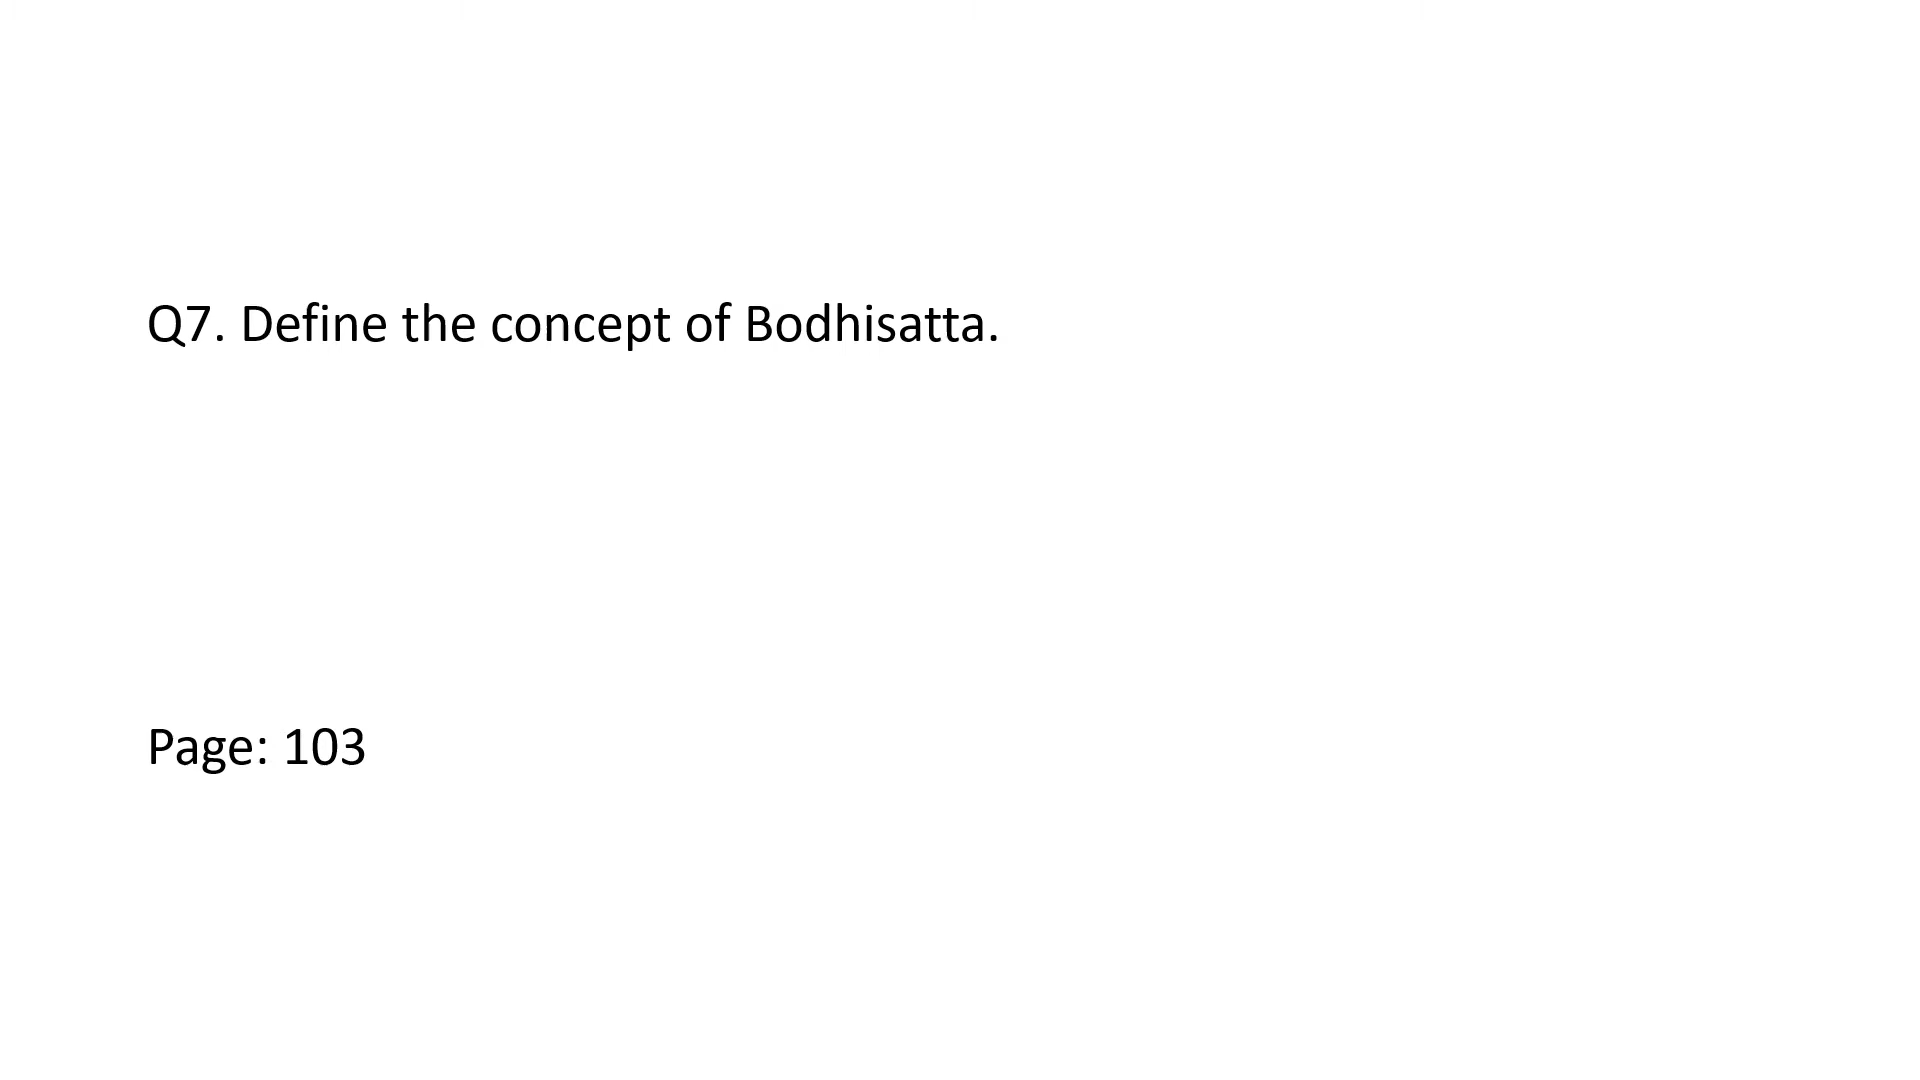 Q7. Define the concept of Bodhisatta.
Page: 103